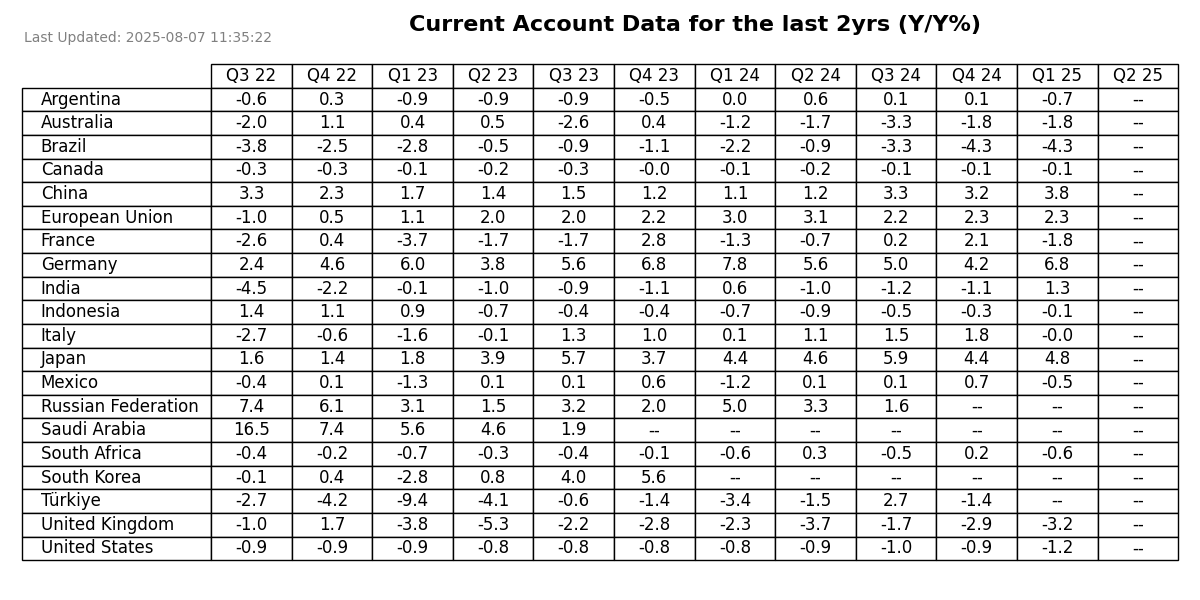 Current Account Data for the last 2yrs (Y/Y%)
Last Updated: 2025-08-07 11:35:22
Q3 22 Q4 22 Q1 23 Q2 23 Q3 23 Q4 23 Q1 24 Q2 24 Q3 24 Q4 24 Q1 25 Q2 25
Argentina -0.6 0.3 -0.9 -0.9 -0.9 -0.5 0.0 0.6 0.1 0.1 -0.7 --
Australia -2.0 1.1 0.4 0.5 -2.6 0.4 -1.2 -1.7 -3.3 -1.8 -1.8 --
Brazil -3.8 -2.5 -2.8 -0.5 -0.9 -1.1 -2.2 -0.9 -3.3 -4.3 -4.3 --
Canada -0.3 -0.3 -0.1 -0.2 -0.3 -0.0 -0.1 -0.2 -0.1 -0.1 -0.1 --
China 3.3 2.3 1.7 1.4 1.5 1.2 1.1 1.2 3.3 3.2 3.8 --
European Union -1.0 0.5 1.1 2.0 2.0 2.2 3.0 3.1 2.2 2.3 2.3 --
France -2.6 0.4 -3.7 -1.7 -1.7 2.8 -1.3 -0.7 0.2 2.1 -1.8 --
Germany 2.4 4.6 6.0 3.8 5.6 6.8 7.8 5.6 5.0 4.2 6.8 --
India -4.5 -2.2 -0.1 -1.0 -0.9 -1.1 0.6 -1.0 -1.2 -1.1 1.3 --
Indonesia 1.4 1.1 0.9 -0.7 -0.4 -0.4 -0.7 -0.9 -0.5 -0.3 -0.1 --
Italy -2.7 -0.6 -1.6 -0.1 1.3 1.0 0.1 1.1 1.5 1.8 -0.0 --
Japan 1.6 1.4 1.8 3.9 5.7 3.7 4.4 4.6 5.9 4.4 4.8 --
Mexico -0.4 0.1 -1.3 0.1 0.1 0.6 -1.2 0.1 0.1 0.7 -0.5 --
Russian Federation 7.4 6.1 3.1 1.5 3.2 2.0 5.0 3.3 1.6 -- -- --
Saudi Arabia 16.5 7.4 5.6 4.6 1.9 -- -- -- -- -- -- --
South Africa -0.4 -0.2 -0.7 -0.3 -0.4 -0.1 -0.6 0.3 -0.5 0.2 -0.6 --
South Korea -0.1 0.4 -2.8 0.8 4.0 5.6 -- -- -- -- -- --
Türkiye -2.7 -4.2 -9.4 -4.1 -0.6 -1.4 -3.4 -1.5 2.7 -1.4 -- --
United Kingdom -1.0 1.7 -3.8 -5.3 -2.2 -2.8 -2.3 -3.7 -1.7 -2.9 -3.2 --
United States -0.9 -0.9 -0.9 -0.8 -0.8 -0.8 -0.8 -0.9 -1.0 -0.9 -1.2 --